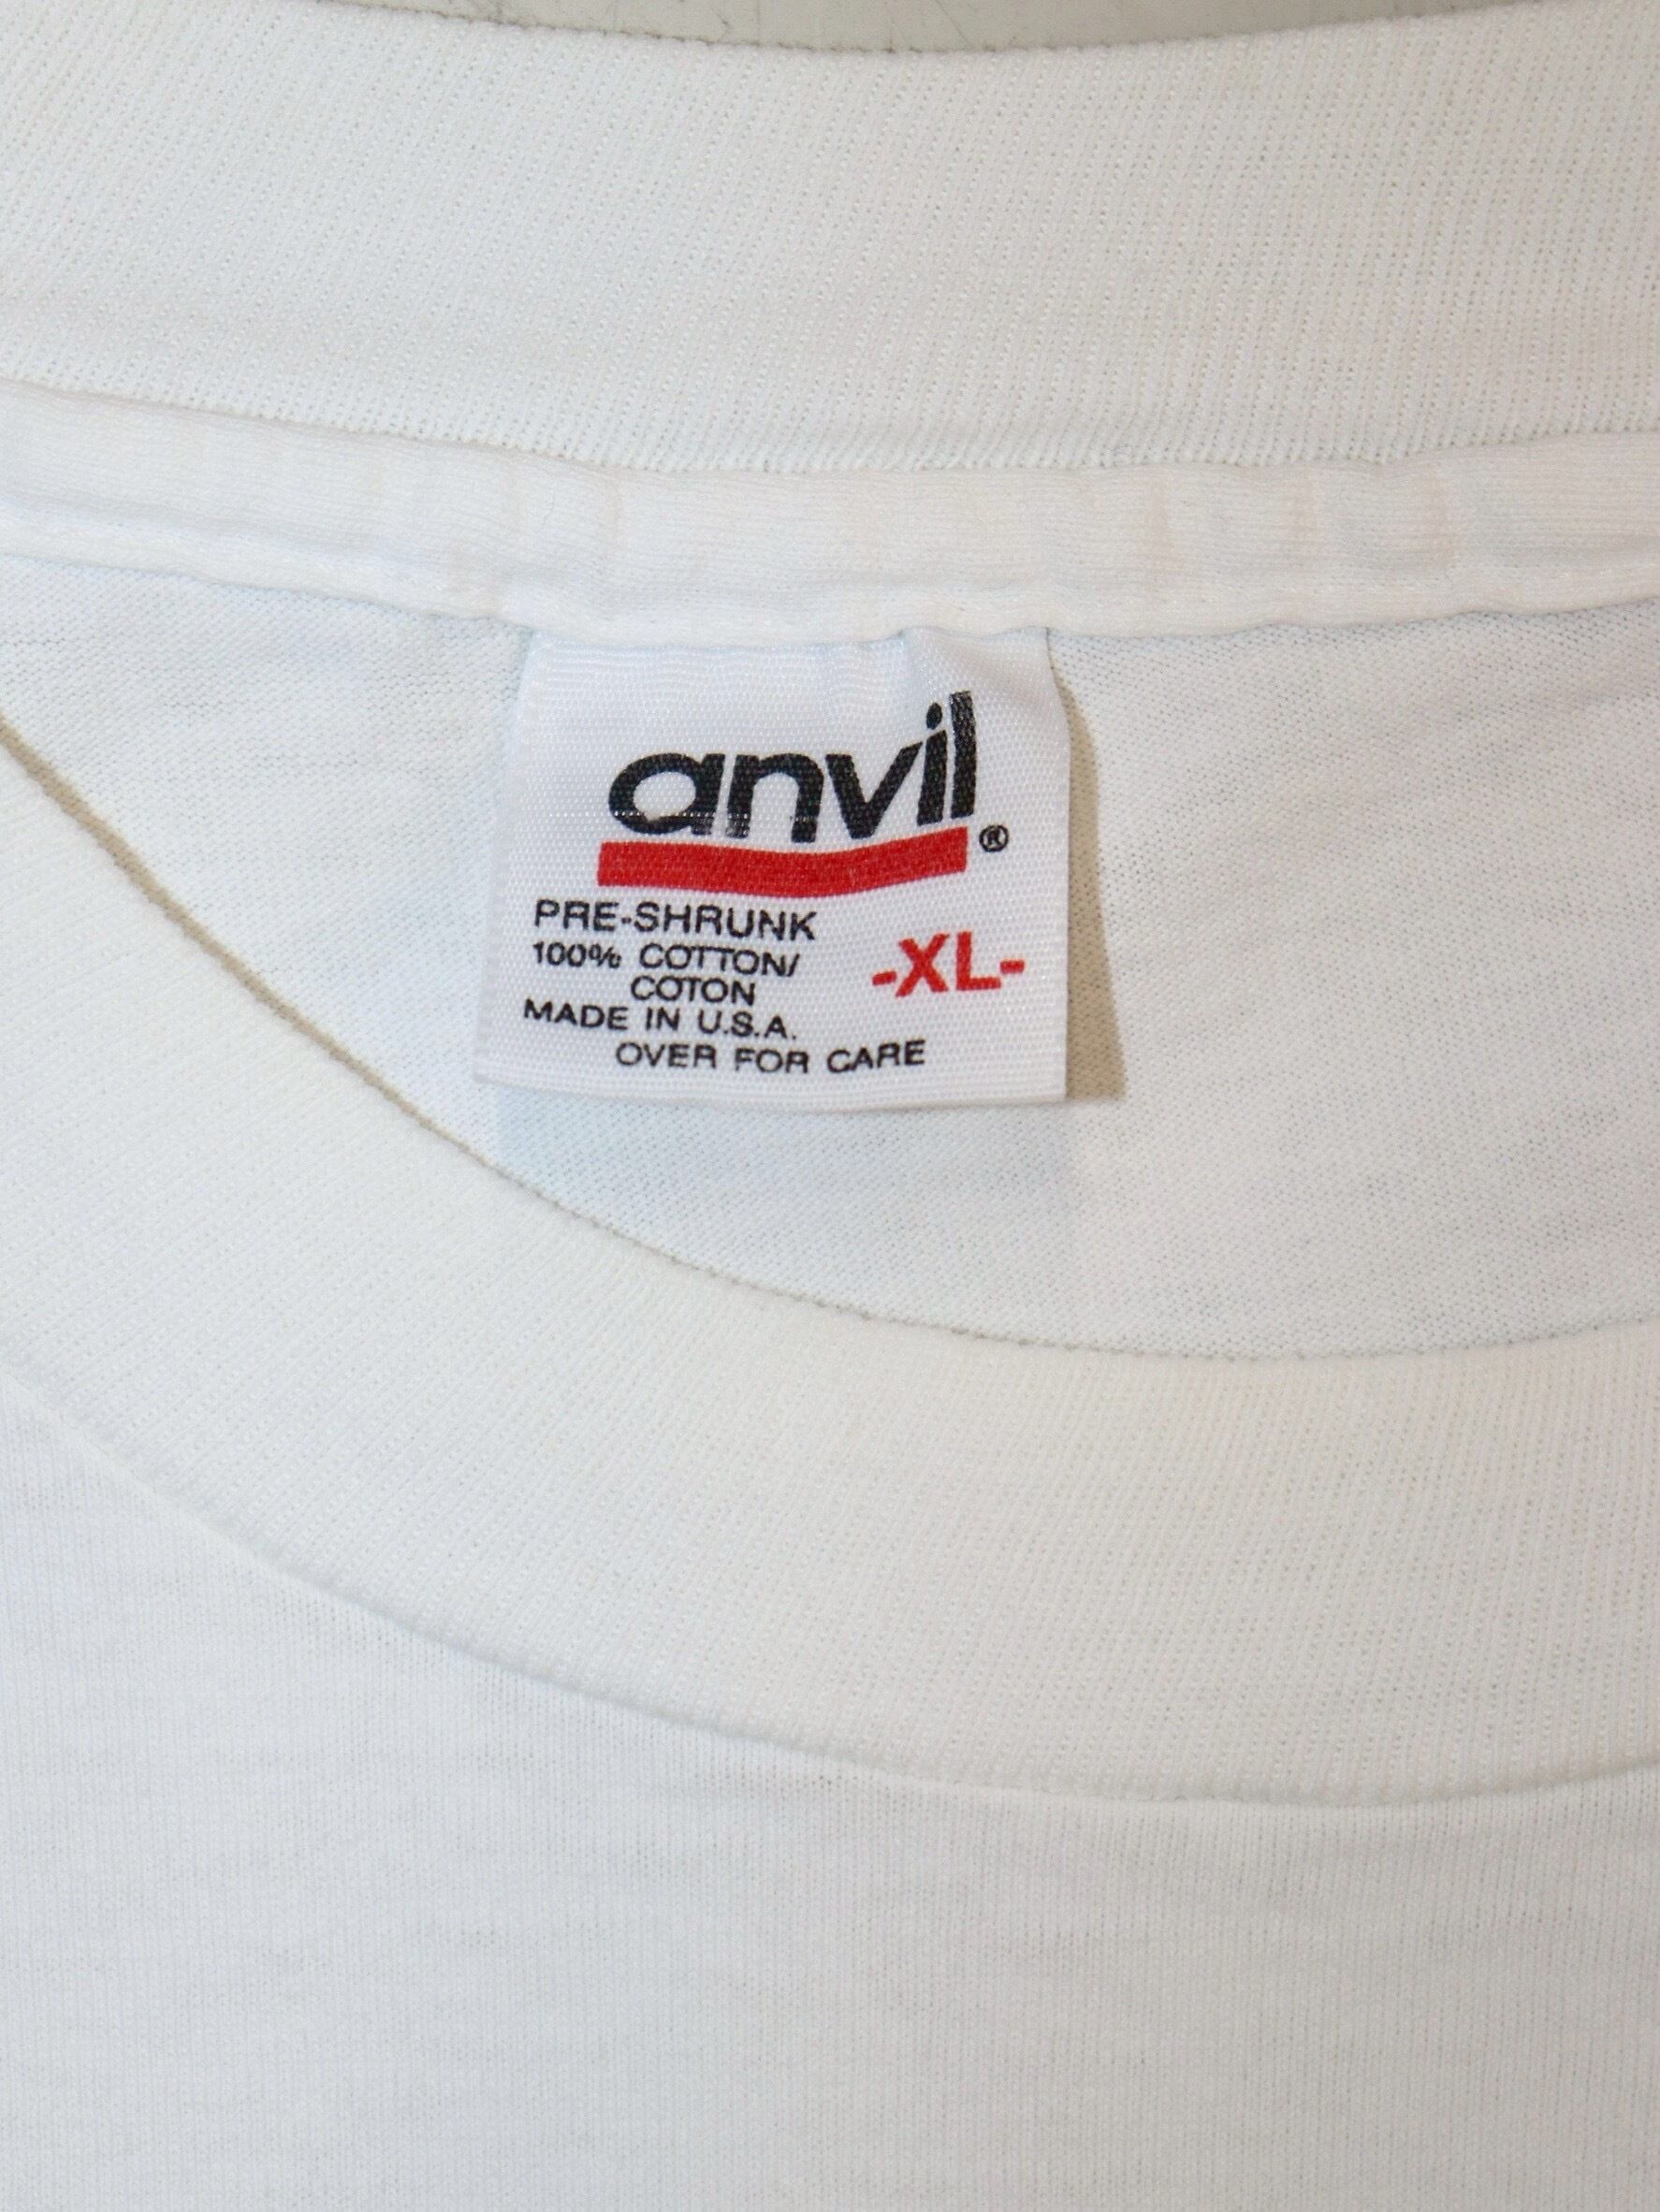 anvil®
PRE-SHRUNK
100% COTTON/
COTON
-XL-
MADE IN U.S.A.
OVER FOR CARE